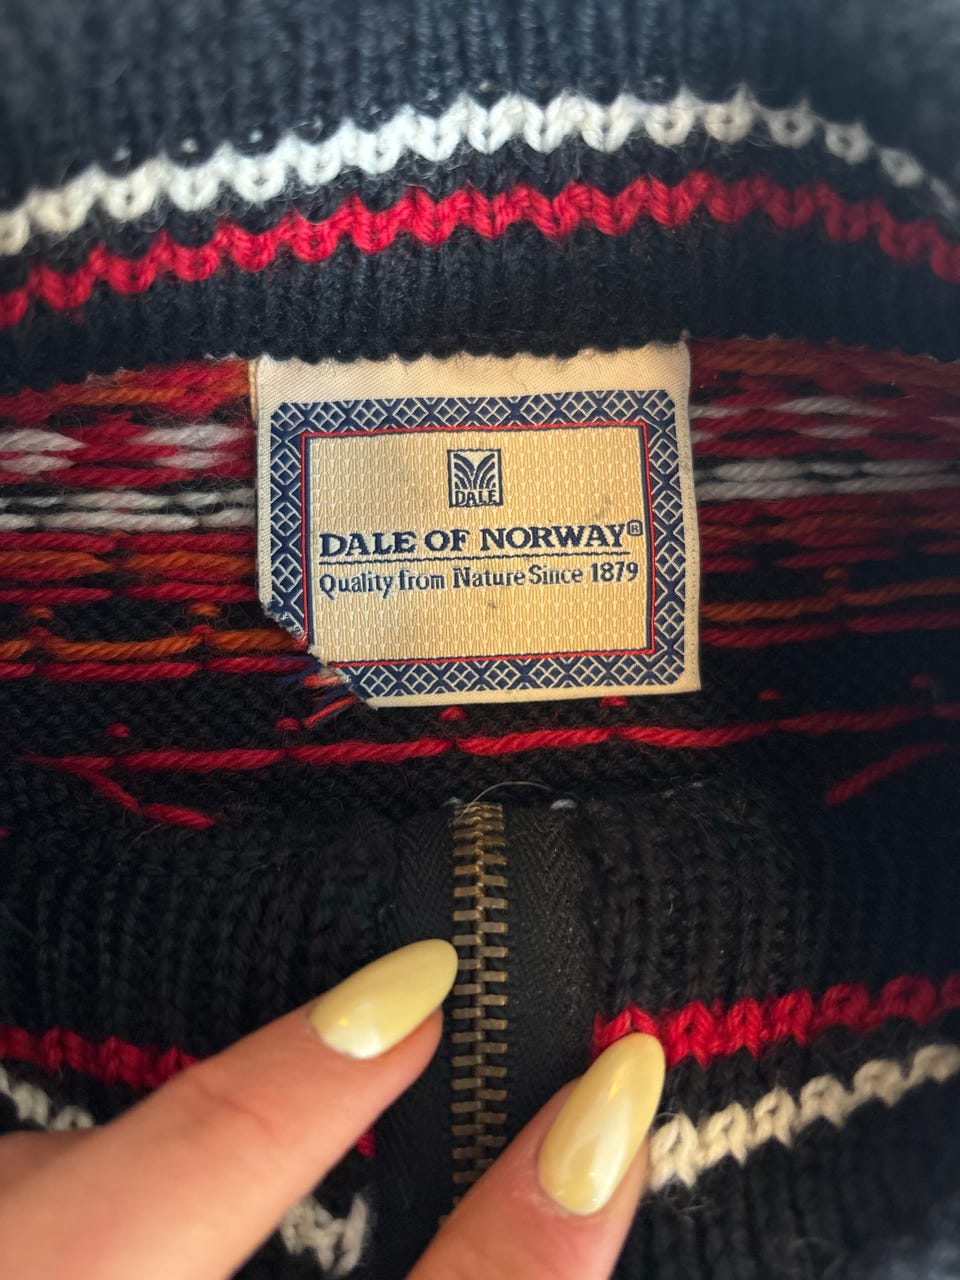 DALE
DALE OF NORWAY®
Quality from Nature Since 1879